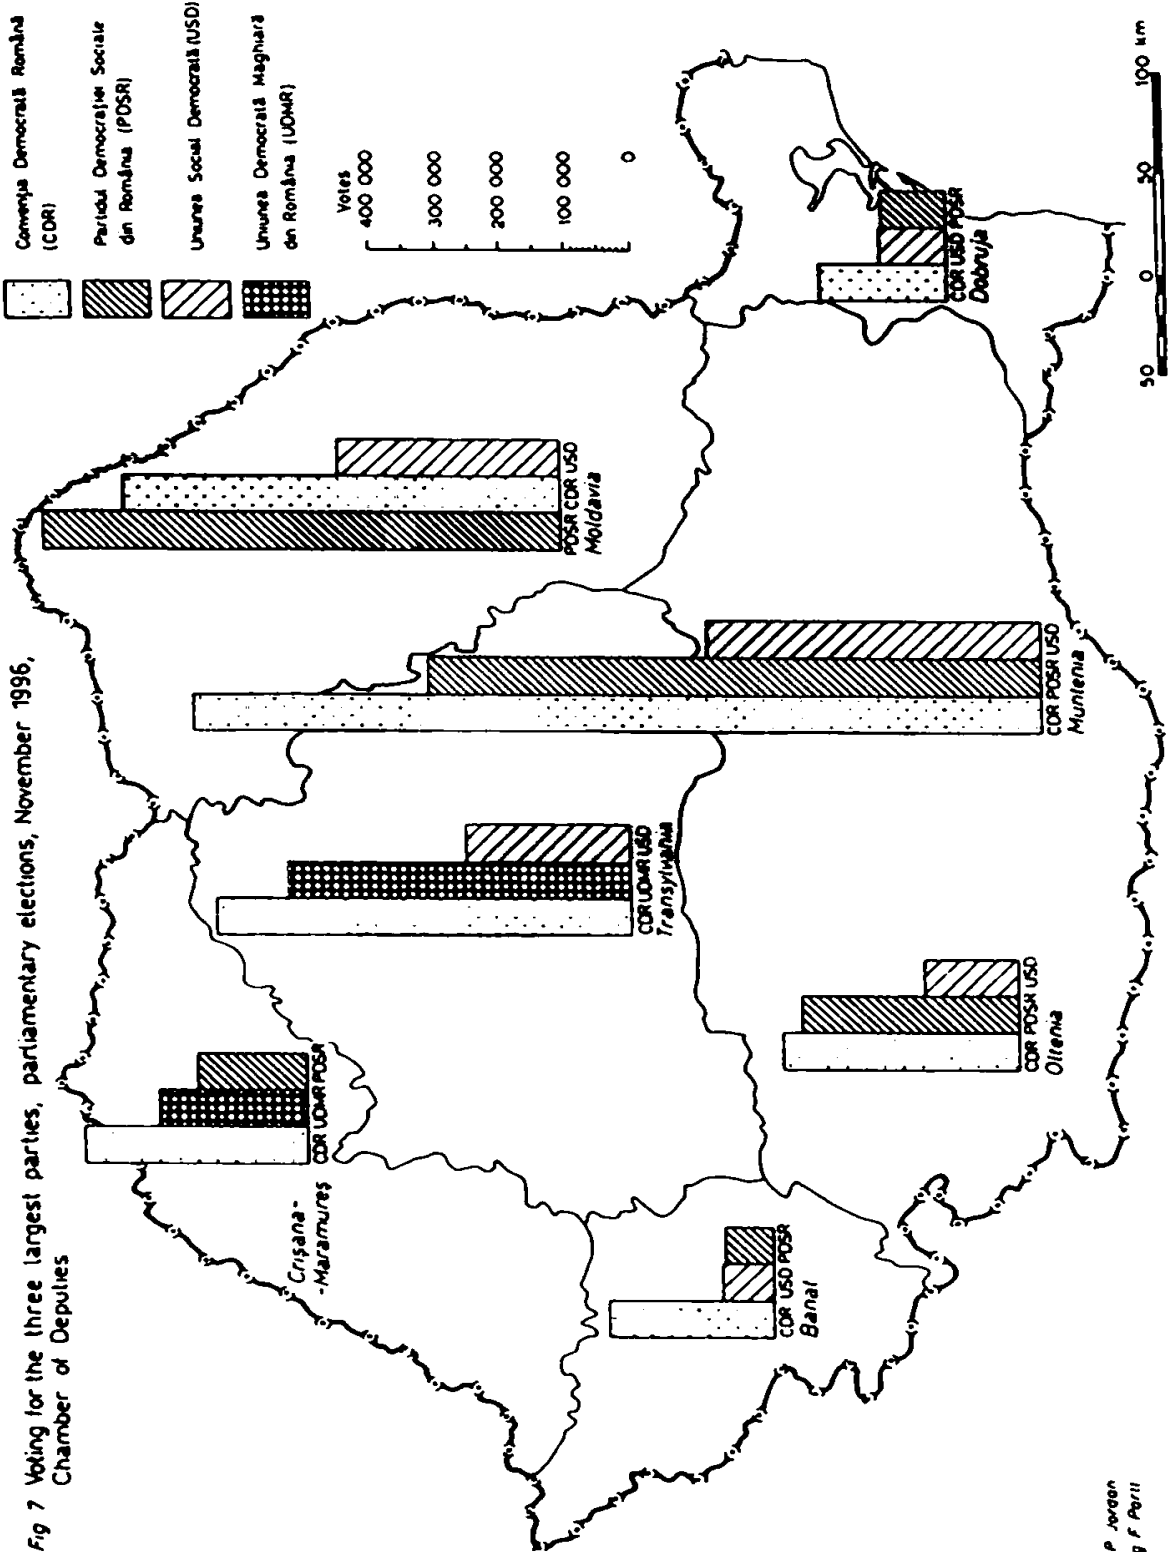 Fig 7 Voting for the three largest parties, parliamentary elections, November 1996,
Chamber of Deputies
Convenţia Democrată Română
(CDR)
Partidul Democraţiei Sociale
din România (PDSR)
Uniunea Social Democrată (USD)
Uniunea Democrată Maghiară
din România (UDMR)
Votes
400 000
300 000
200 000
100 000
0
PDSR CDR USD
Moldavia
CDR UDMR PDSR
Crişana-
-Maramureş
CDR UDMR USD
Transylvania
CDR PDSR USD
Muntenia
CDR USD PDSR
Dobruja
CDR USD PDSR
Banat
CDR PDSR USD
Oltenia
50 0 50 100 km
P Jordan
F